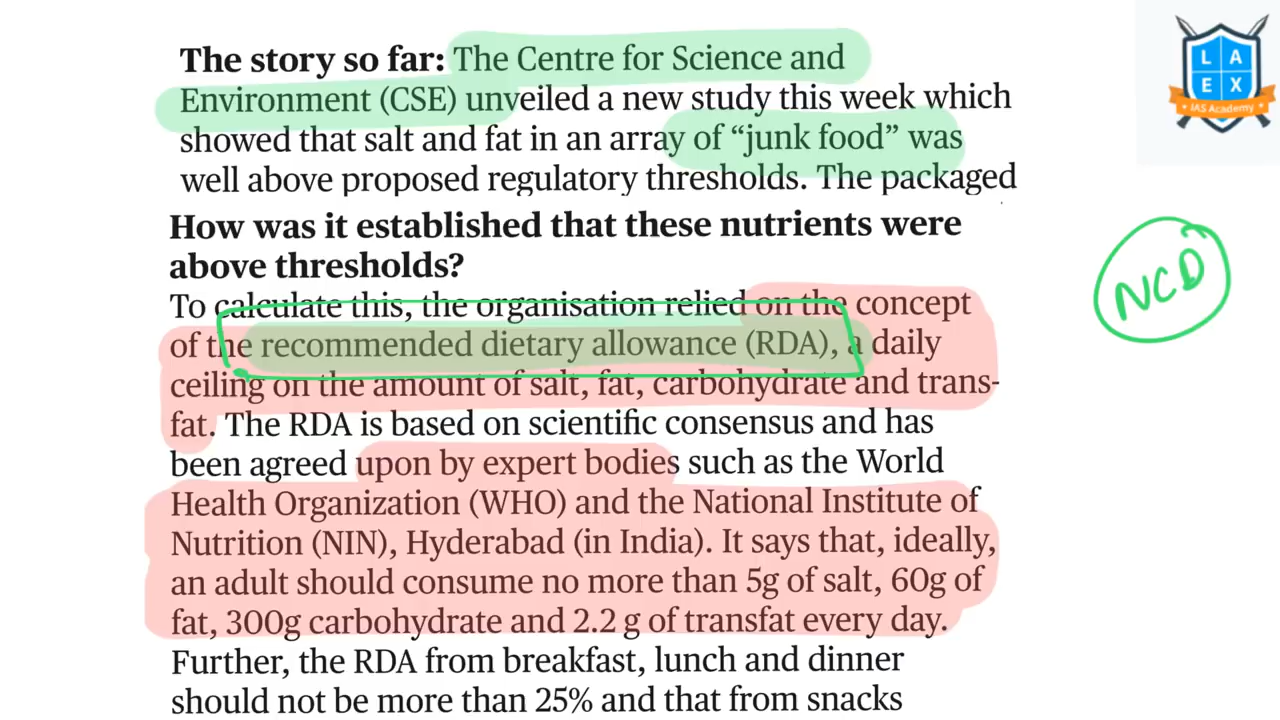 The story so far: The Centre for Science and
Environment (CSE) unveiled a new study this week which
showed that salt and fat in an array of “junk food” was
well above proposed regulatory thresholds. The packaged
How was it established that these nutrients were
above thresholds?
To calculate this, the organisation relied on the concept
of the recommended dietary allowance (RDA), a daily
ceiling on the amount of salt, fat, carbohydrate and trans-
fat. The RDA is based on scientific consensus and has
been agreed upon by expert bodies such as the World
Health Organization (WHO) and the National Institute of
Nutrition (NIN), Hyderabad (in India). It says that, ideally,
an adult should consume no more than 5g of salt, 60g of
fat, 300g carbohydrate and 2.2 g of transfat every day.
Further, the RDA from breakfast, lunch and dinner
should not be more than 25% and that from snacks
L A
E X
IAS Academy
NCD